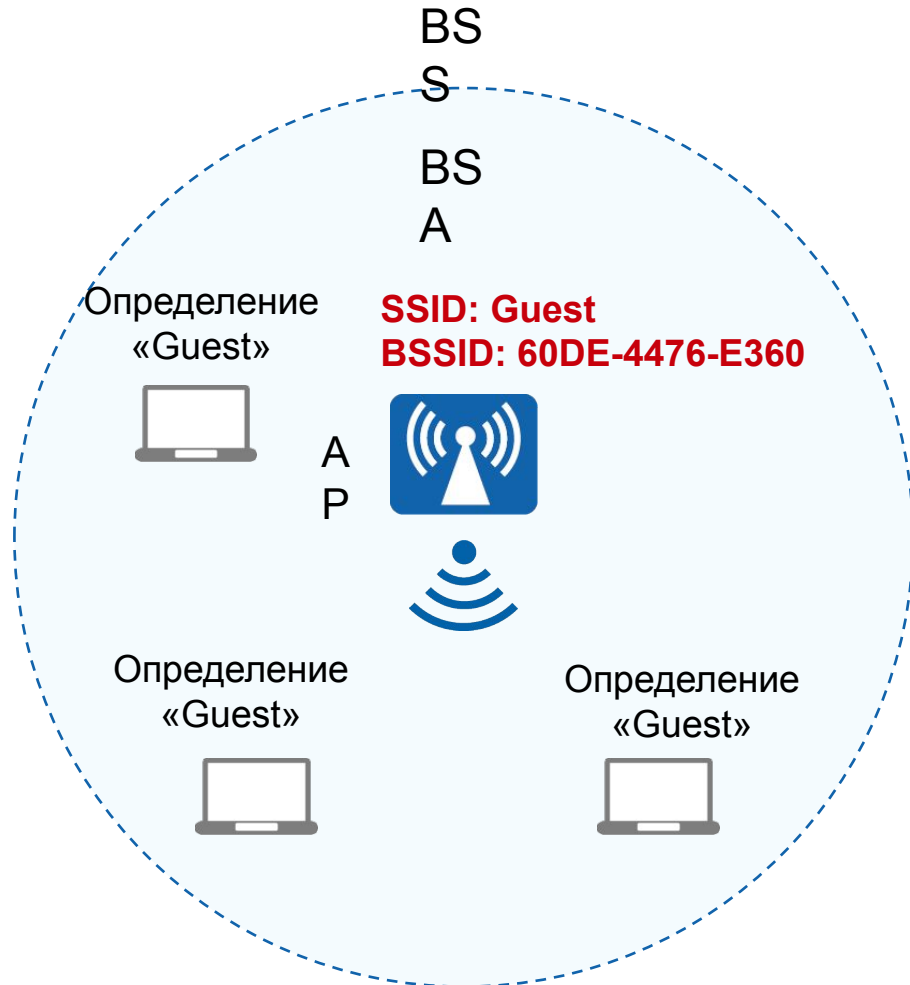 BS
S
BS
A
Определение
«Guest»
SSID: Guest
BSSID: 60DE-4476-E360
A
P
Определение
«Guest»
Определение
«Guest»